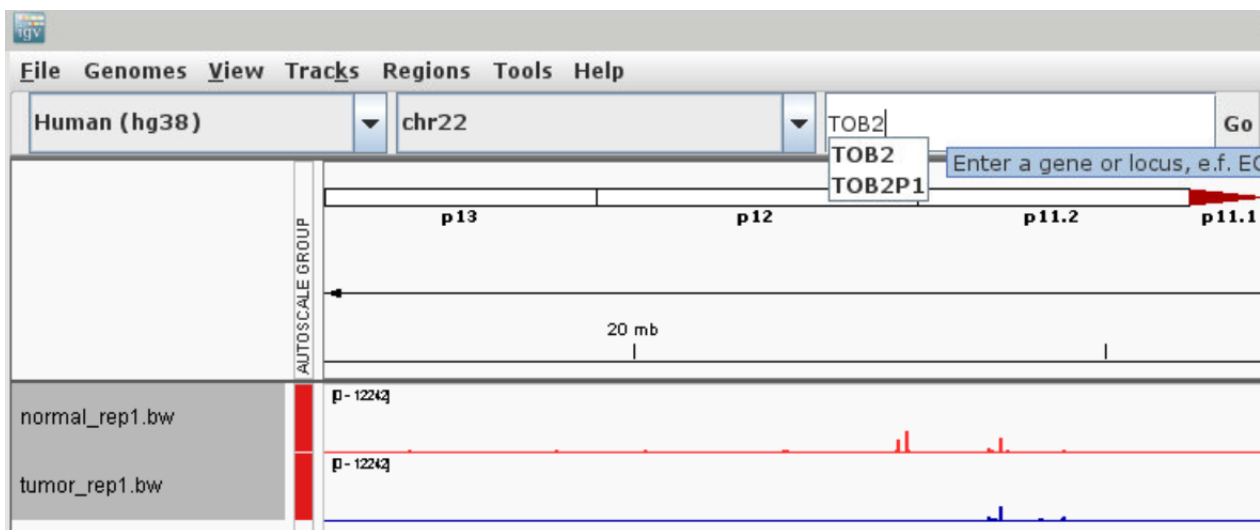 igv
File Genomes View Tracks Regions Tools Help
Human (hg38) chr22 TOB2 Go
TOB2
Enter a gene or locus, e.f. EG
TOB2P1
p13 p12 p11.2 p11.1
AUTOSCALE GROUP
20 mb
[0 - 12242]
normal_rep1.bw
[0 - 12242]
tumor_rep1.bw